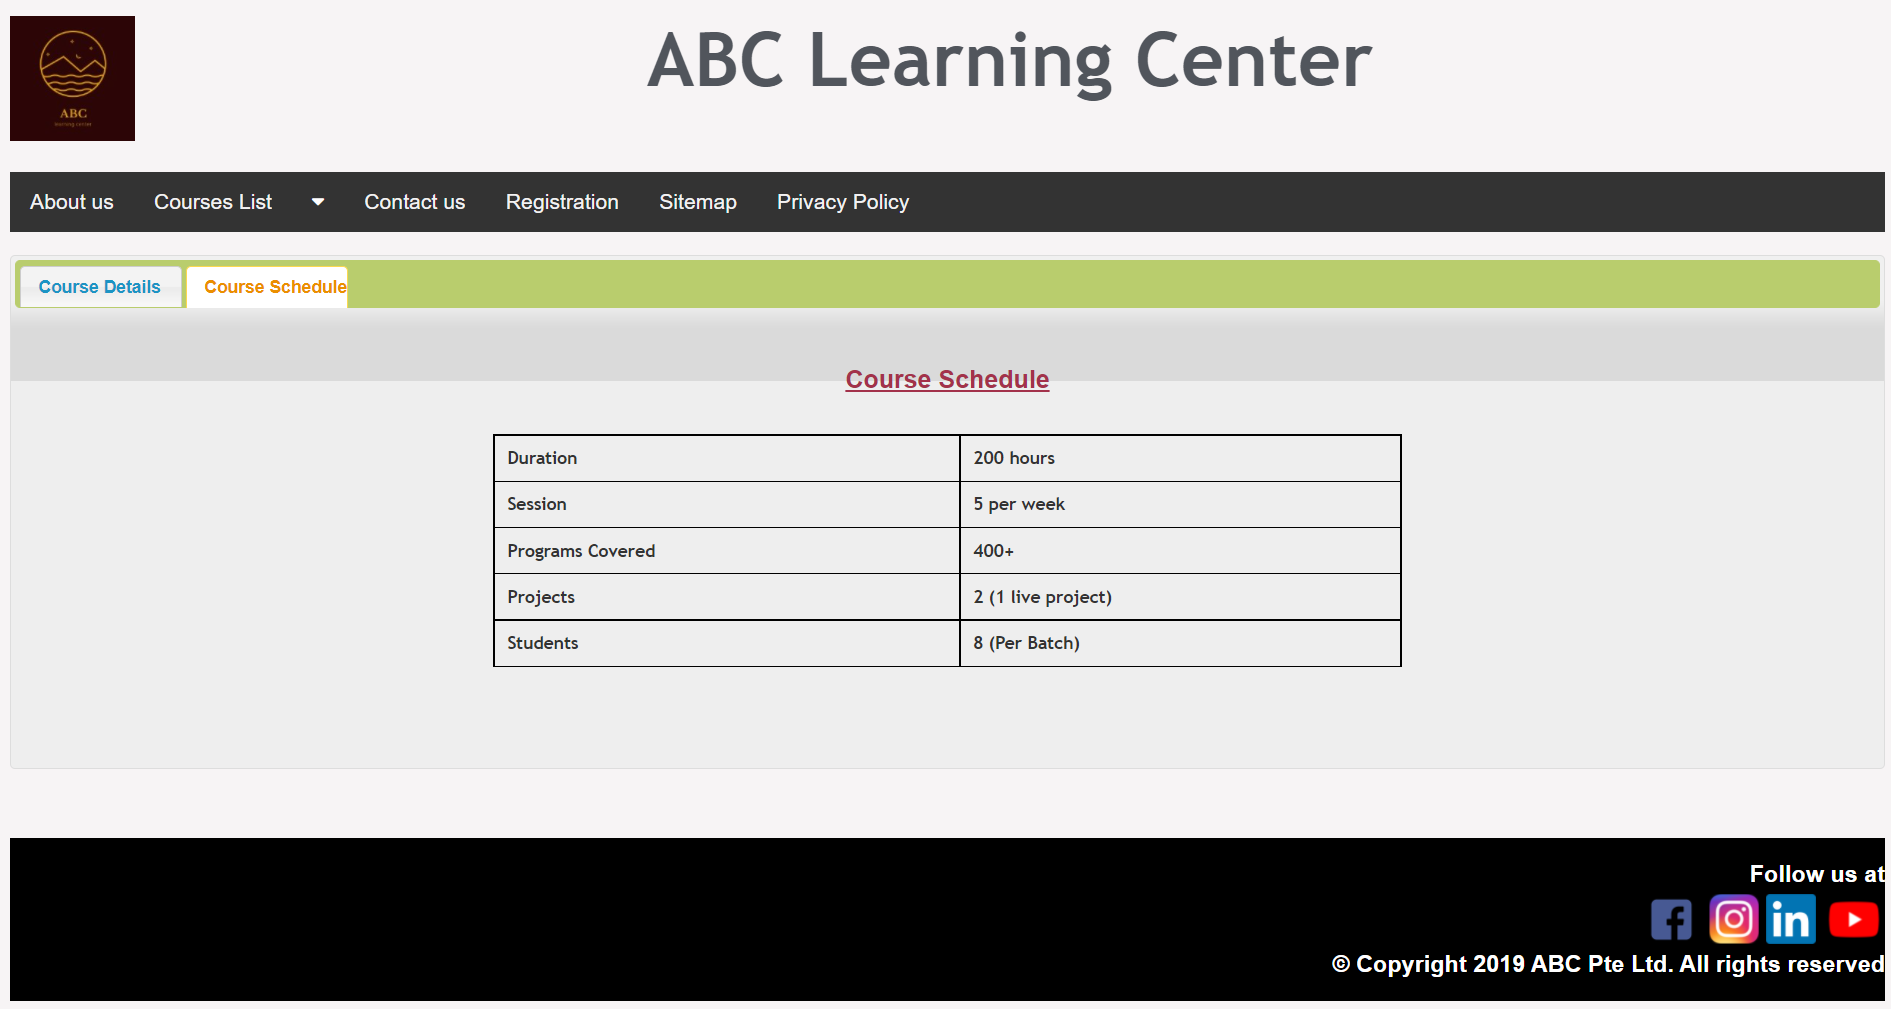 ABC
learning center
ABC Learning Center
About us Courses List Contact us Registration Sitemap Privacy Policy
Course Details Course Schedule
Course Schedule
Duration 200 hours
Session 5 per week
Programs Covered 400+
Projects 2 (1 live project)
Students 8 (Per Batch)
Follow us at
© Copyright 2019 ABC Pte Ltd. All rights reserved